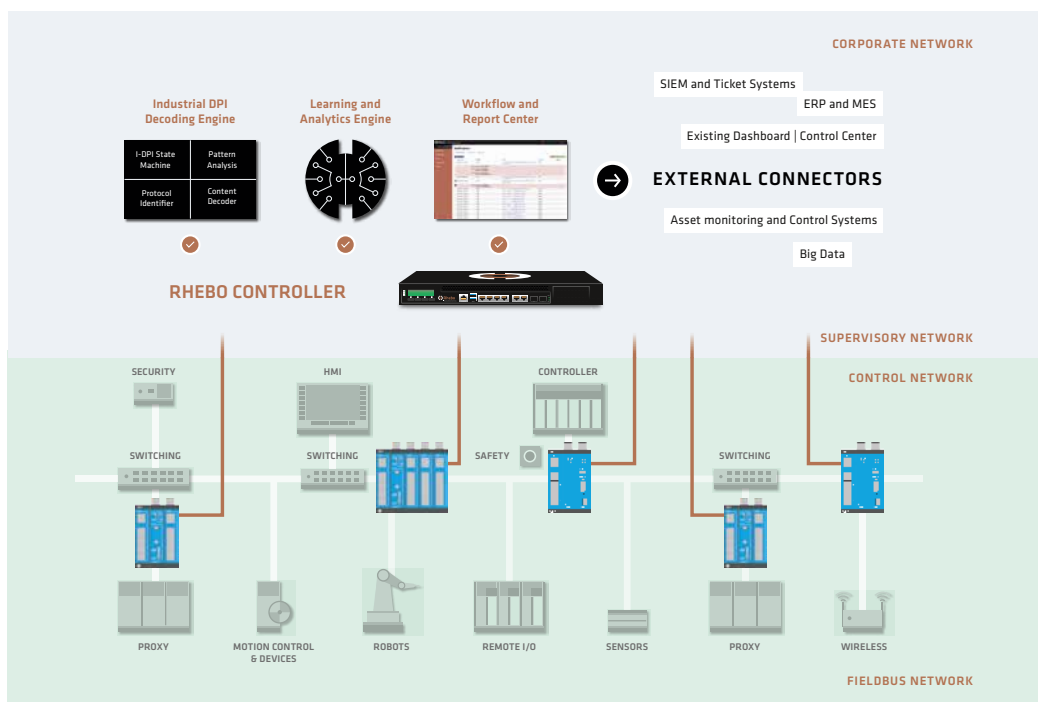 CORPORATE NETWORK
Industrial DPI
Decoding Engine
Learning and
Analytics Engine
Workflow and
Report Center
SIEM and Ticket Systems
ERP and MES
Existing Dashboard | Control Center
I-DPI State
Machine
Pattern
Analysis
Protocol
Identifier
Content
Decoder
EXTERNAL CONNECTORS
Asset monitoring and Control Systems
Big Data
RHEBO CONTROLLER
SUPERVISORY NETWORK
CONTROL NETWORK
SECURITY
HMI
CONTROLLER
SWITCHING
SWITCHING
SAFETY
SWITCHING
PROXY
MOTION CONTROL
& DEVICES
ROBOTS
REMOTE I/O
SENSORS
PROXY
WIRELESS
FIELDBUS NETWORK